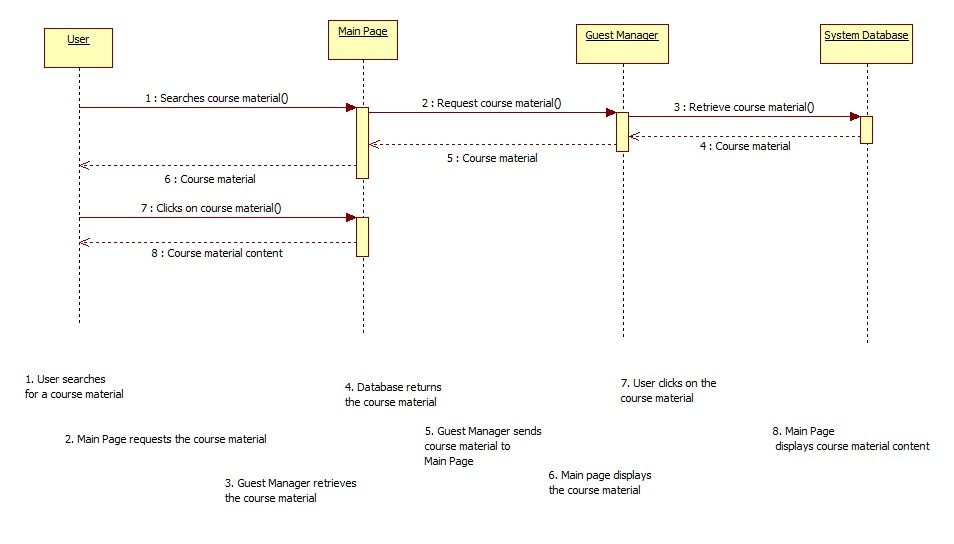 User
Main Page
Guest Manager
System Database
1 : Searches course material()
2 : Request course material()
3 : Retrieve course material()
4 : Course material
5 : Course material
6 : Course material
7 : Clicks on course material()
8 : Course material content
1. User searches
for a course material
2. Main Page requests the course material
3. Guest Manager retrieves
the course material
4. Database returns
the course material
5. Guest Manager sends
course material to
Main Page
6. Main page displays
the course material
7. User clicks on the
course material
8. Main Page
displays course material content